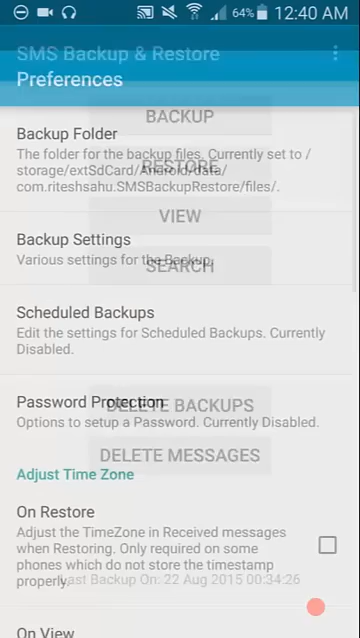 64% 12:40 AM
SMS Backup & Restore
Preferences
BACKUP
Backup Folder
The folder for the backup files. Currently set to /
storage/extSdCard/Android/data/
com.riteshsahu.SMSBackupRestore/files/.
RESTORE
VIEW
Backup Settings
Various settings for the Backup.
SEARCH
Scheduled Backups
Edit the settings for Scheduled Backups. Currently
Disabled.
Password Protection
DELETE BACKUPS
Options to setup a Password. Currently Disabled.
DELETE MESSAGES
Adjust Time Zone
On Restore
Adjust the TimeZone in Received messages
when Restoring. Only required on some
phones which do not store the timestamp
properly.
Last Backup On: 22 Aug 2015 00:34:26
On View